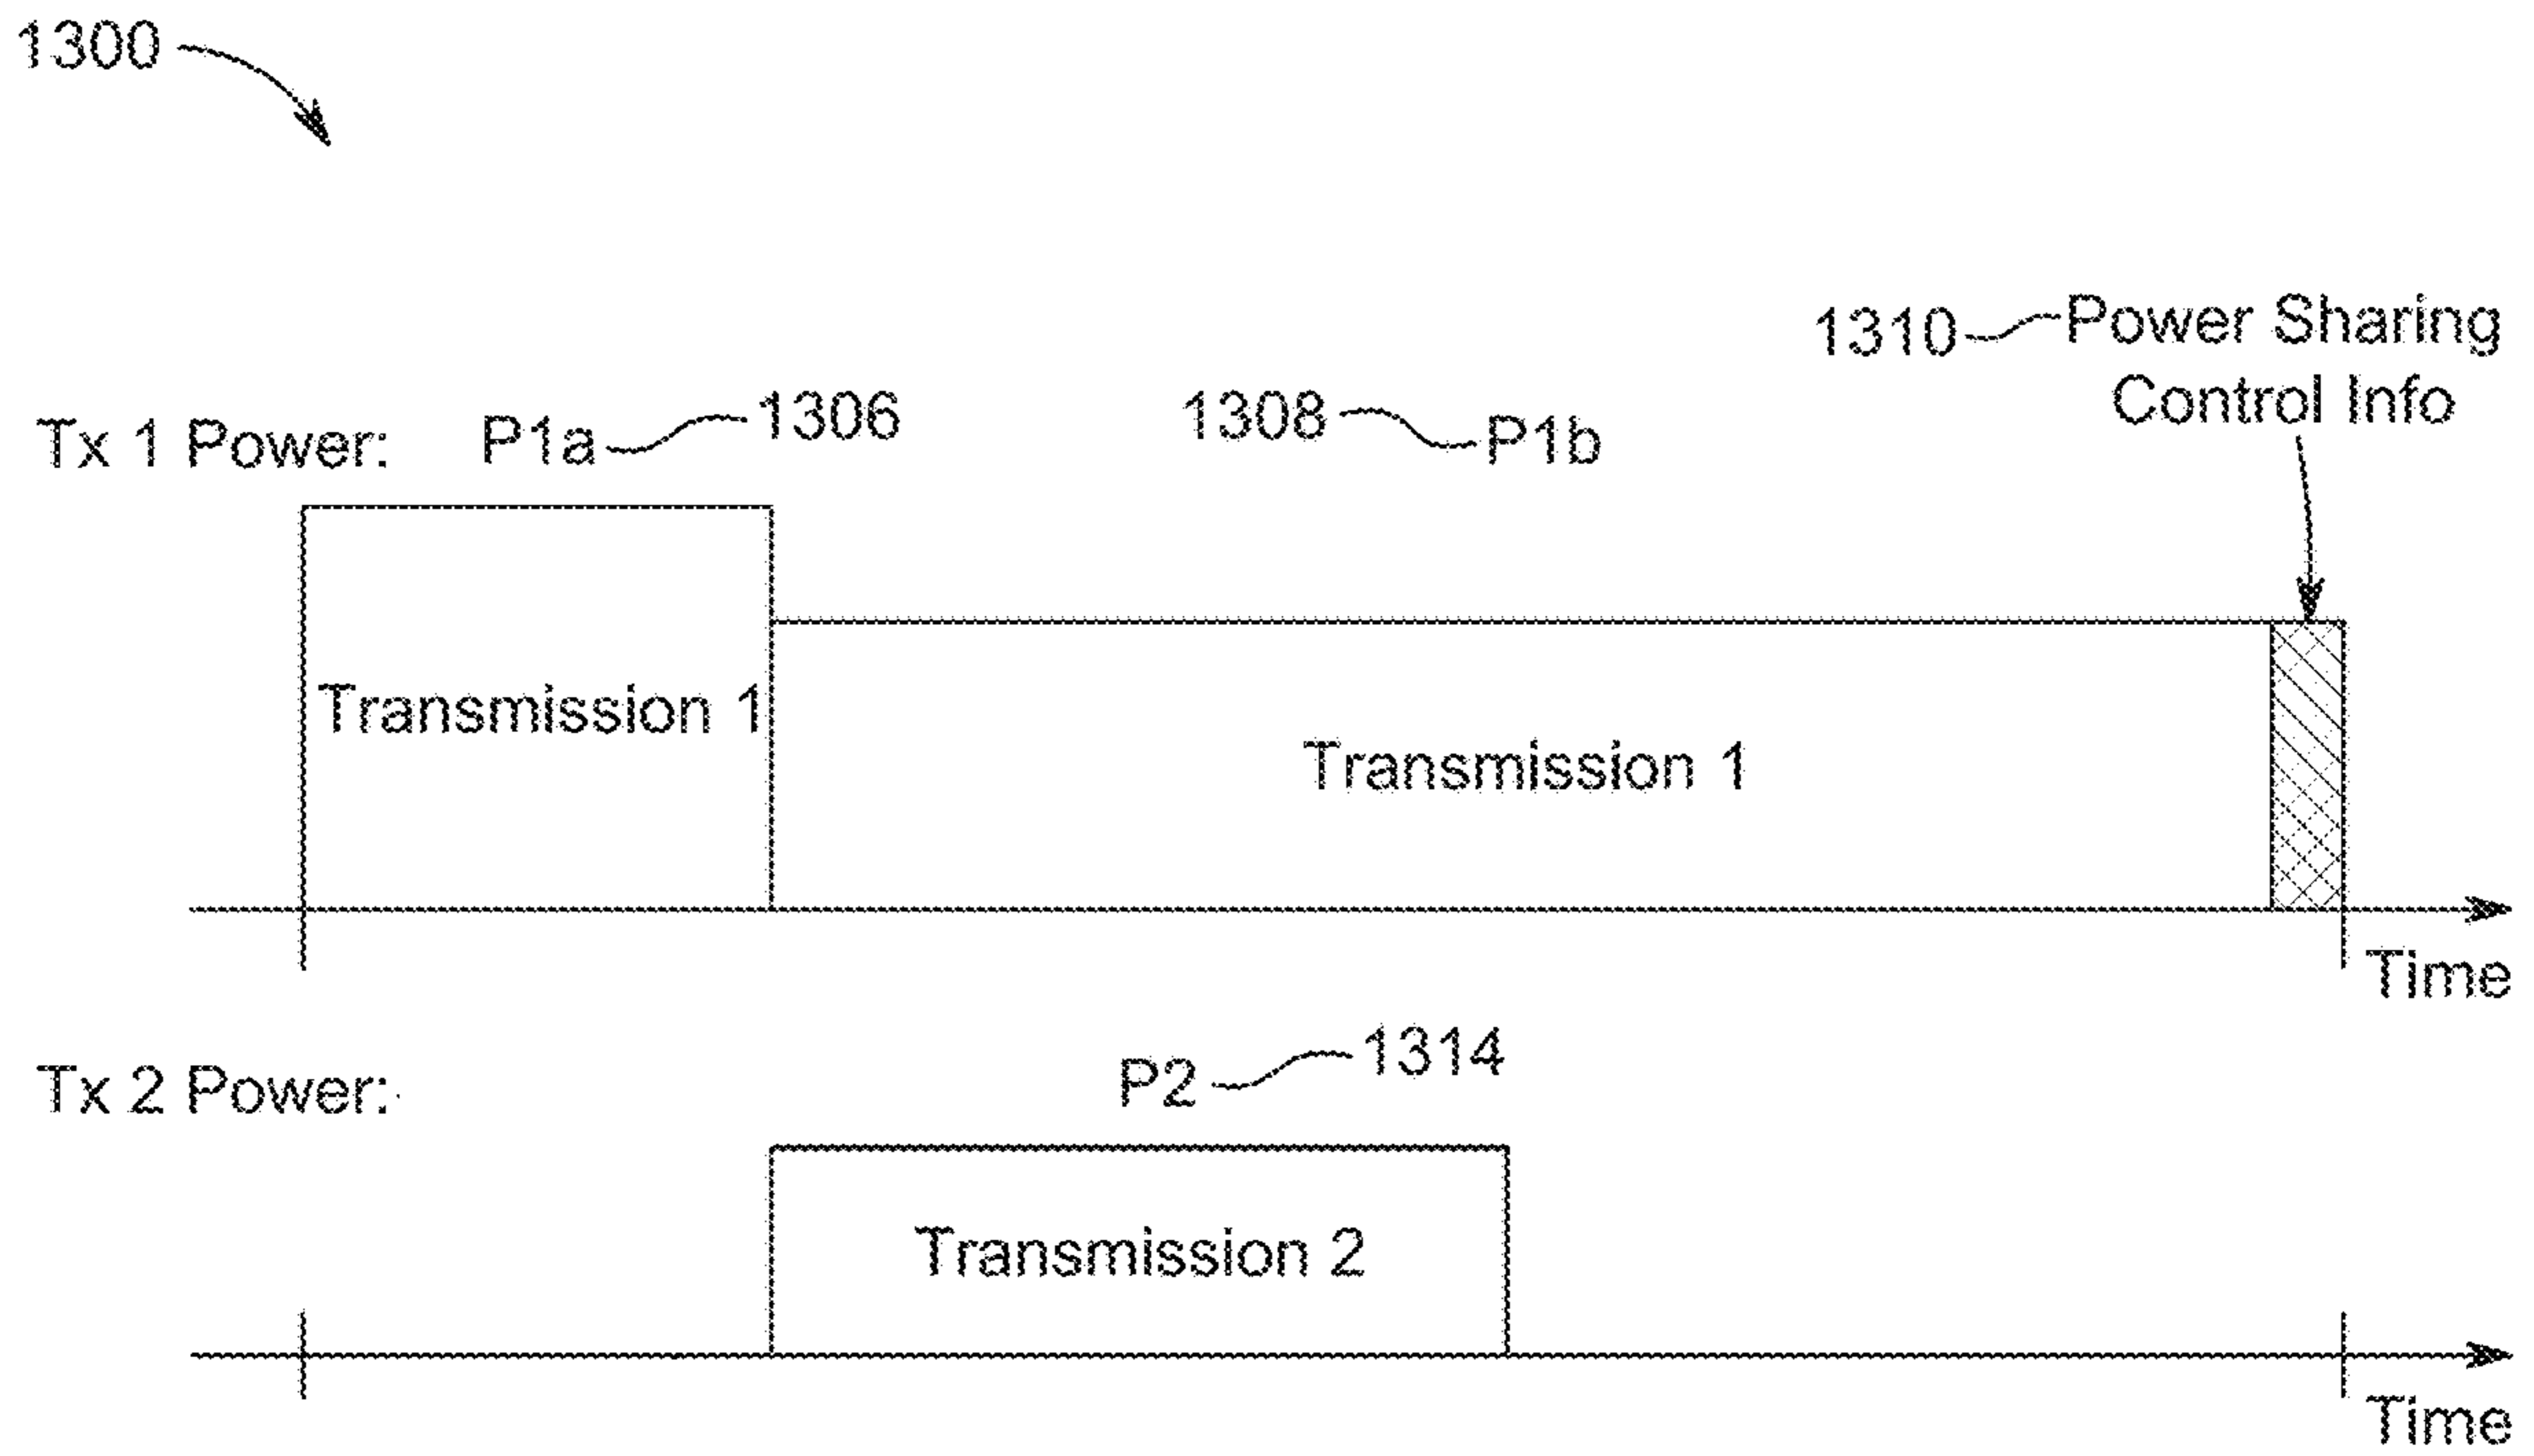 1300
1310 Power Sharing
Control Info
Tx 1 Power: P1a 1306 1308 P1b
Transmission 1
Transmission 1
Time
Tx 2 Power: P2 1314
Transmission 2
Time